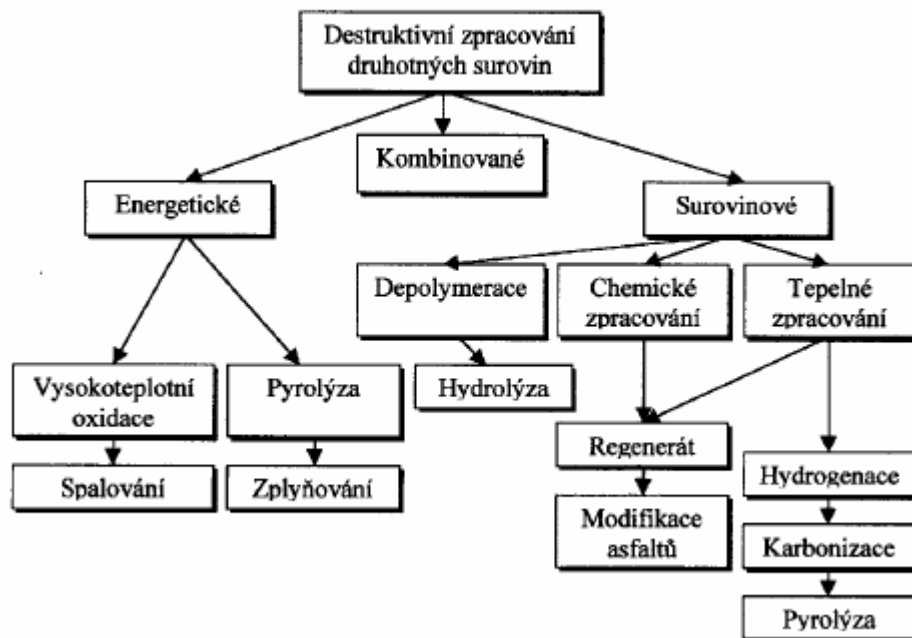 Destruktivní zpracování
druhotných surovin
Kombinované
Energetické
Surovinové
Depolymerace
Chemické
zpracování
Tepelné
zpracování
Vysokoteplotní
oxidace
Pyrolýza
Hydrolýza
Regenerát
Hydrogenace
Spalování
Zplyňování
Modifikace
asfaltů
Karbonizace
Pyrolýza